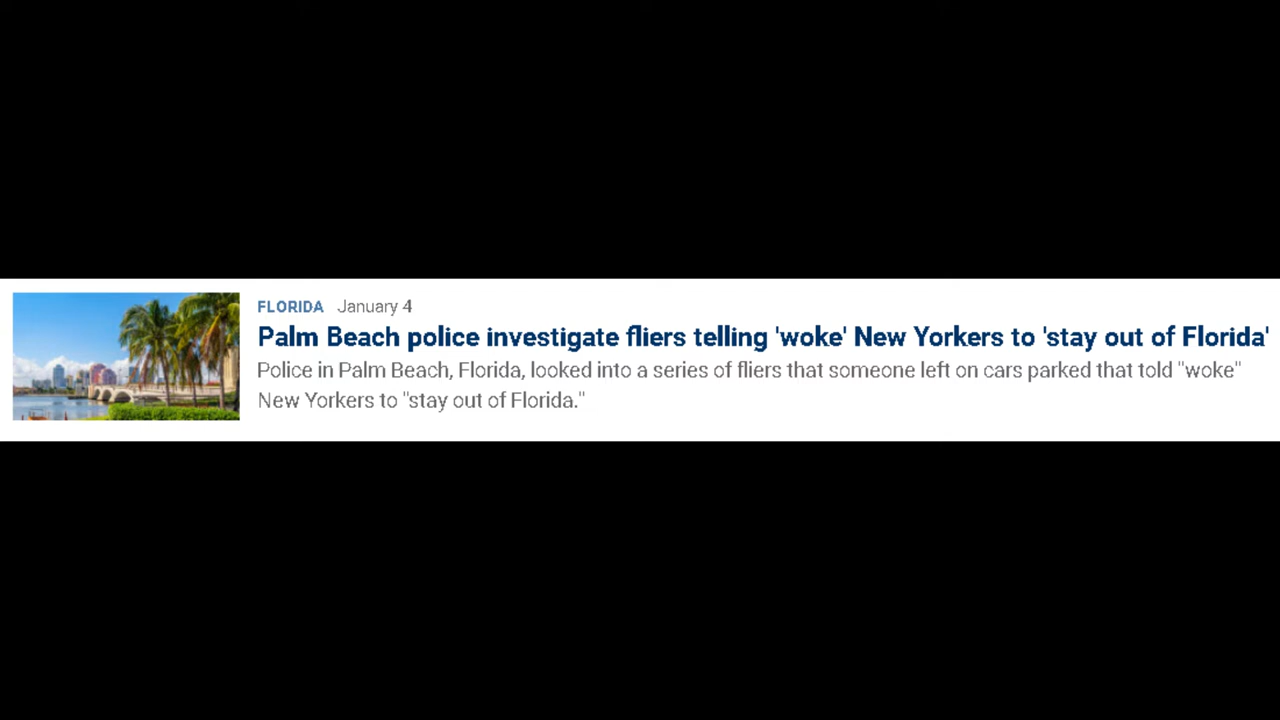 FLORIDA January 4
Palm Beach police investigate fliers telling 'woke' New Yorkers to 'stay out of Florida'
Police in Palm Beach, Florida, looked into a series of fliers that someone left on cars parked that told "woke"
New Yorkers to "stay out of Florida."